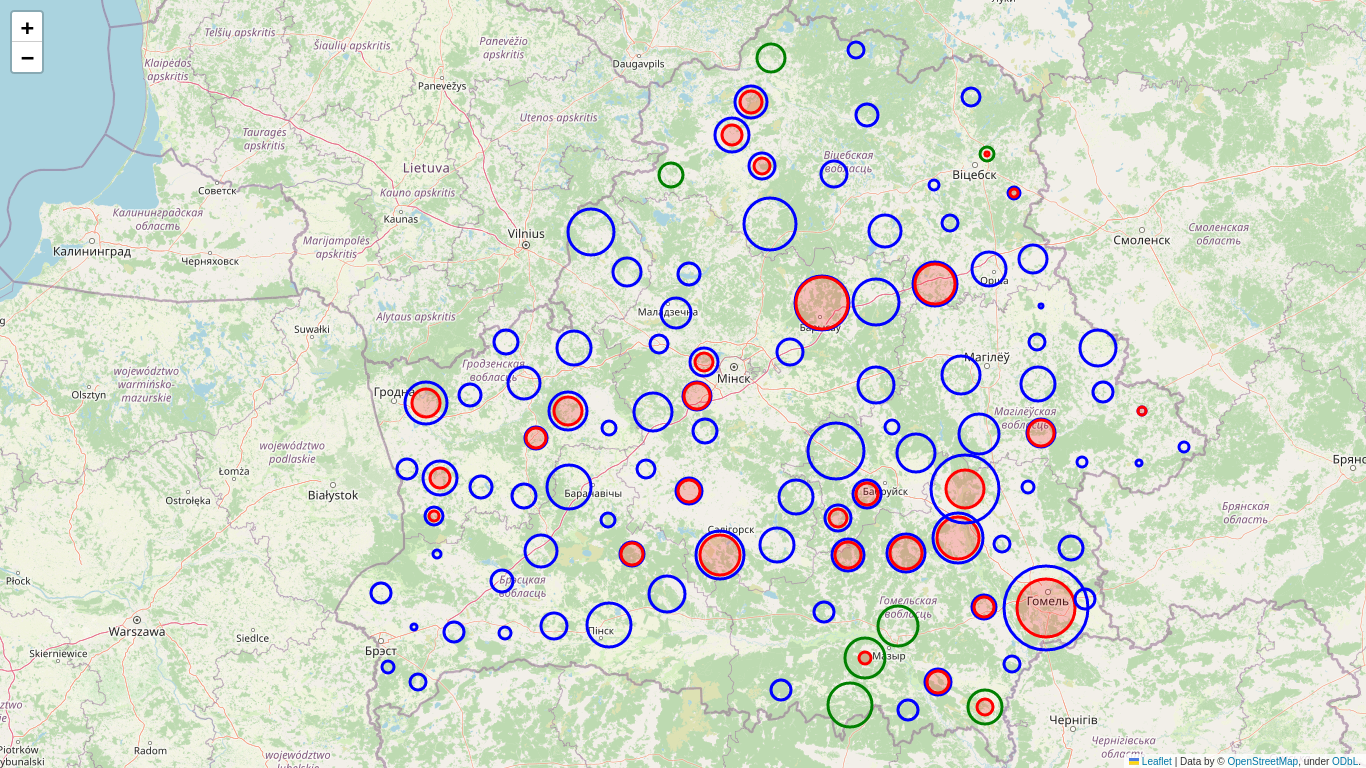 +
−
Луки
Telšių apskritis
Šiaulių apskritis
Panevėžio
apskritis
Daugavpils
Klaipėdos
apskritis
Panevėžys
Utenos apskritis
Tauragės
apskritis
Lietuva
Віцебская
вобласць
Віцебск
Советск
Kauno apskritis
Калининградская
область
Kaunas
Vilnius
Смоленск
Смоленская
область
Калининград
Черняховск
Marijampolės
apskritis
Орша
Маладзечна
Alytaus apskritis
Suwałki
Барысаў
Гродзенская
вобласць
Магілёў
Мінск
województwo
warmińsko-
mazurskie
Olsztyn
Гродна
Магілёўская
вобласць
województwo
podlaskie
Łomża
Брянск
Ostrołęka
Białystok
Баранавічы
Бабруйск
Брянская
область
Салігорск
Płock
Брэсцкая
вобласць
Гомельская
вобласць
Гомель
Warszawa
Siedlce
Пінск
Skierniewice
Брэст
Мазыр
Чернігів
Piotrków
Trybunalski
Radom
województwo
lubelskie
Чернігівська
область
Leaflet | Data by © OpenStreetMap, under ODbL.